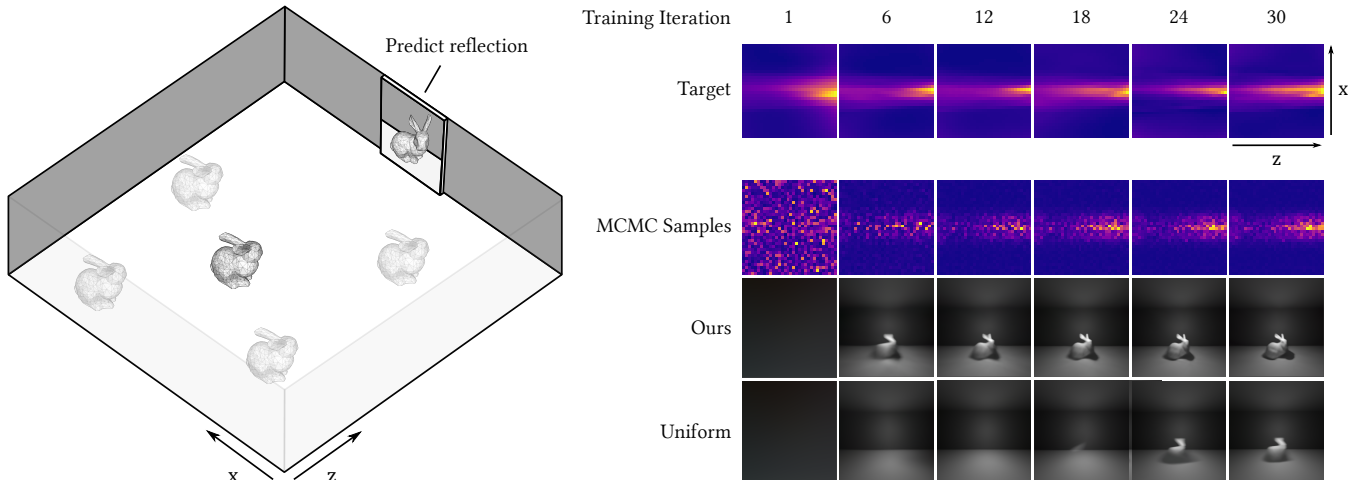 Predict reflection
x
z
Training Iteration 1 6 12 18 24 30
Target
x
z
MCMC Samples
Ours
Uniform